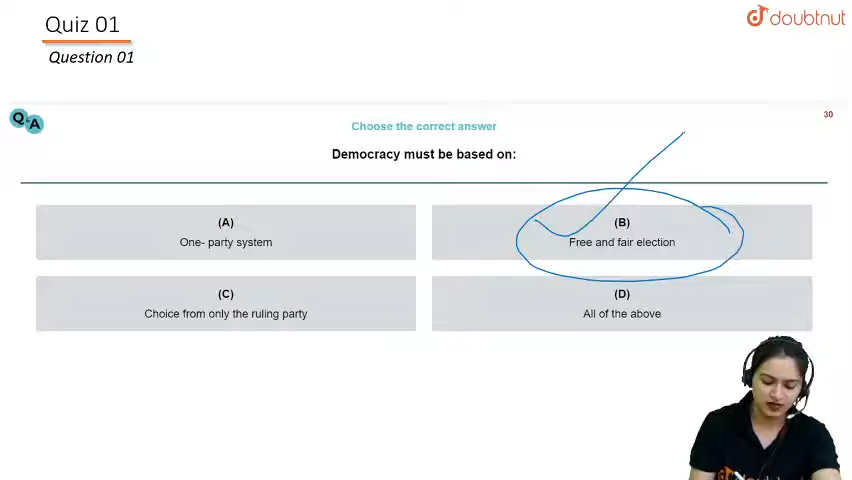 Quiz 01
doubtnut
Question 01
Q A
30
Choose the correct answer
Democracy must be based on:
(A)
One- party system
(B)
Free and fair election
(C)
Choice from only the ruling party
(D)
All of the above